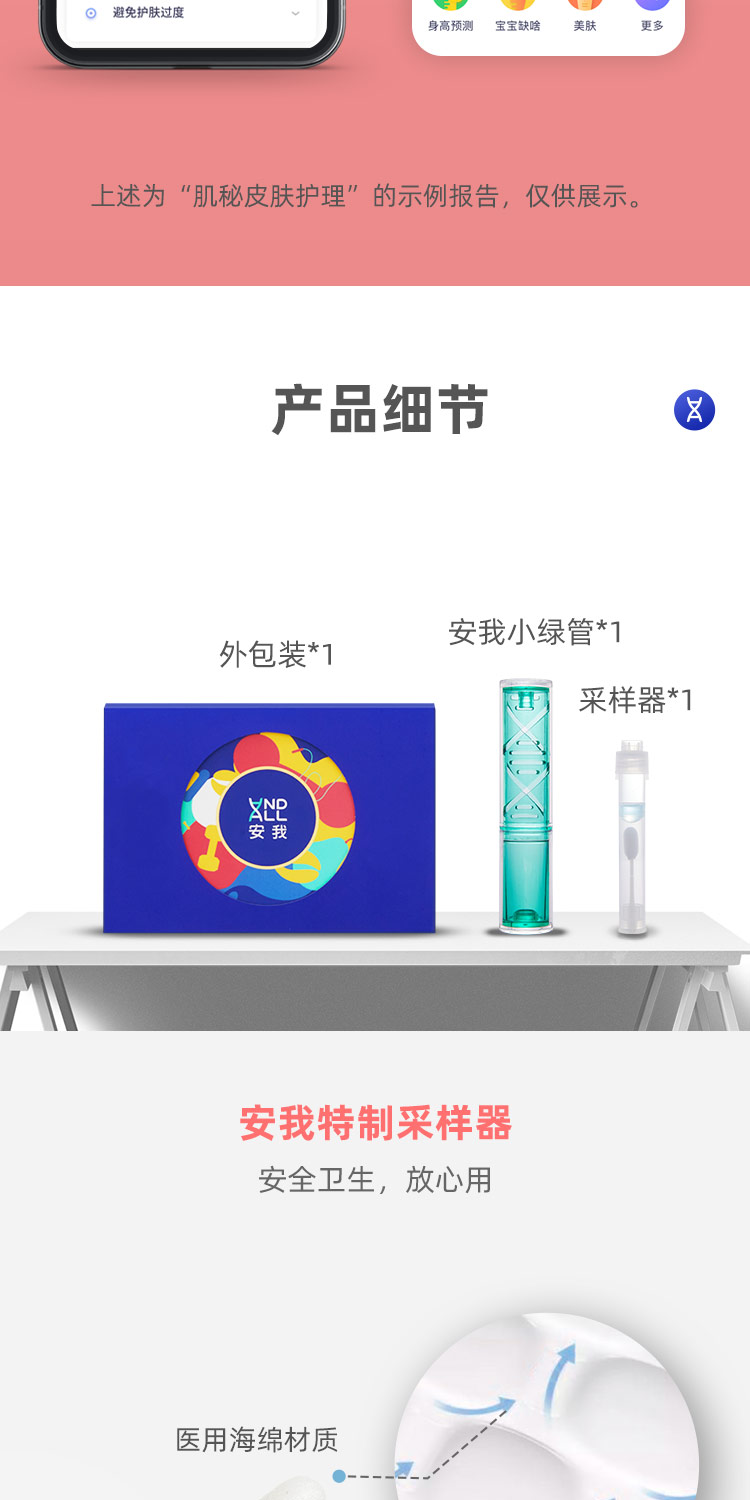 避免护肤过度
身高预测 宝宝缺啥 美肤 更多
上述为“肌秘皮肤护理”的示例报告，仅供展示。
产品细节
外包装*1
安我小绿管*1
采样器*1
AND
ALL
安我
安我特制采样器
安全卫生，放心用
医用海绵材质